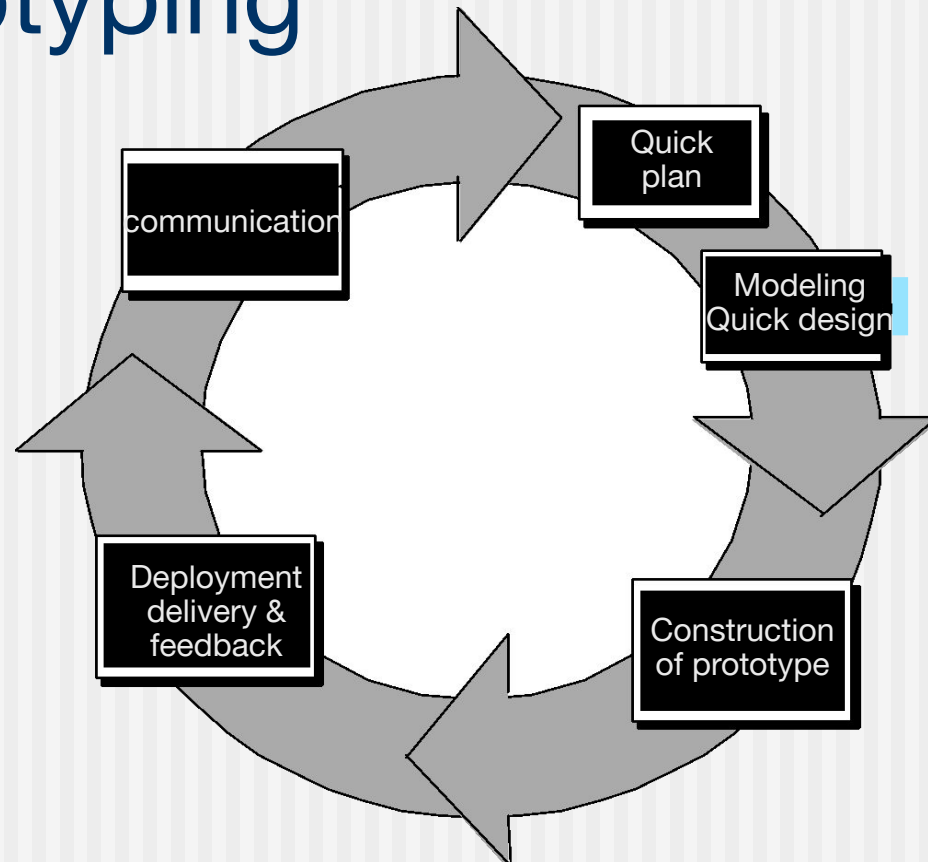 otyping
communication
Quick
plan
Modeling
Quick design
Construction
of prototype
Deployment
delivery &
feedback